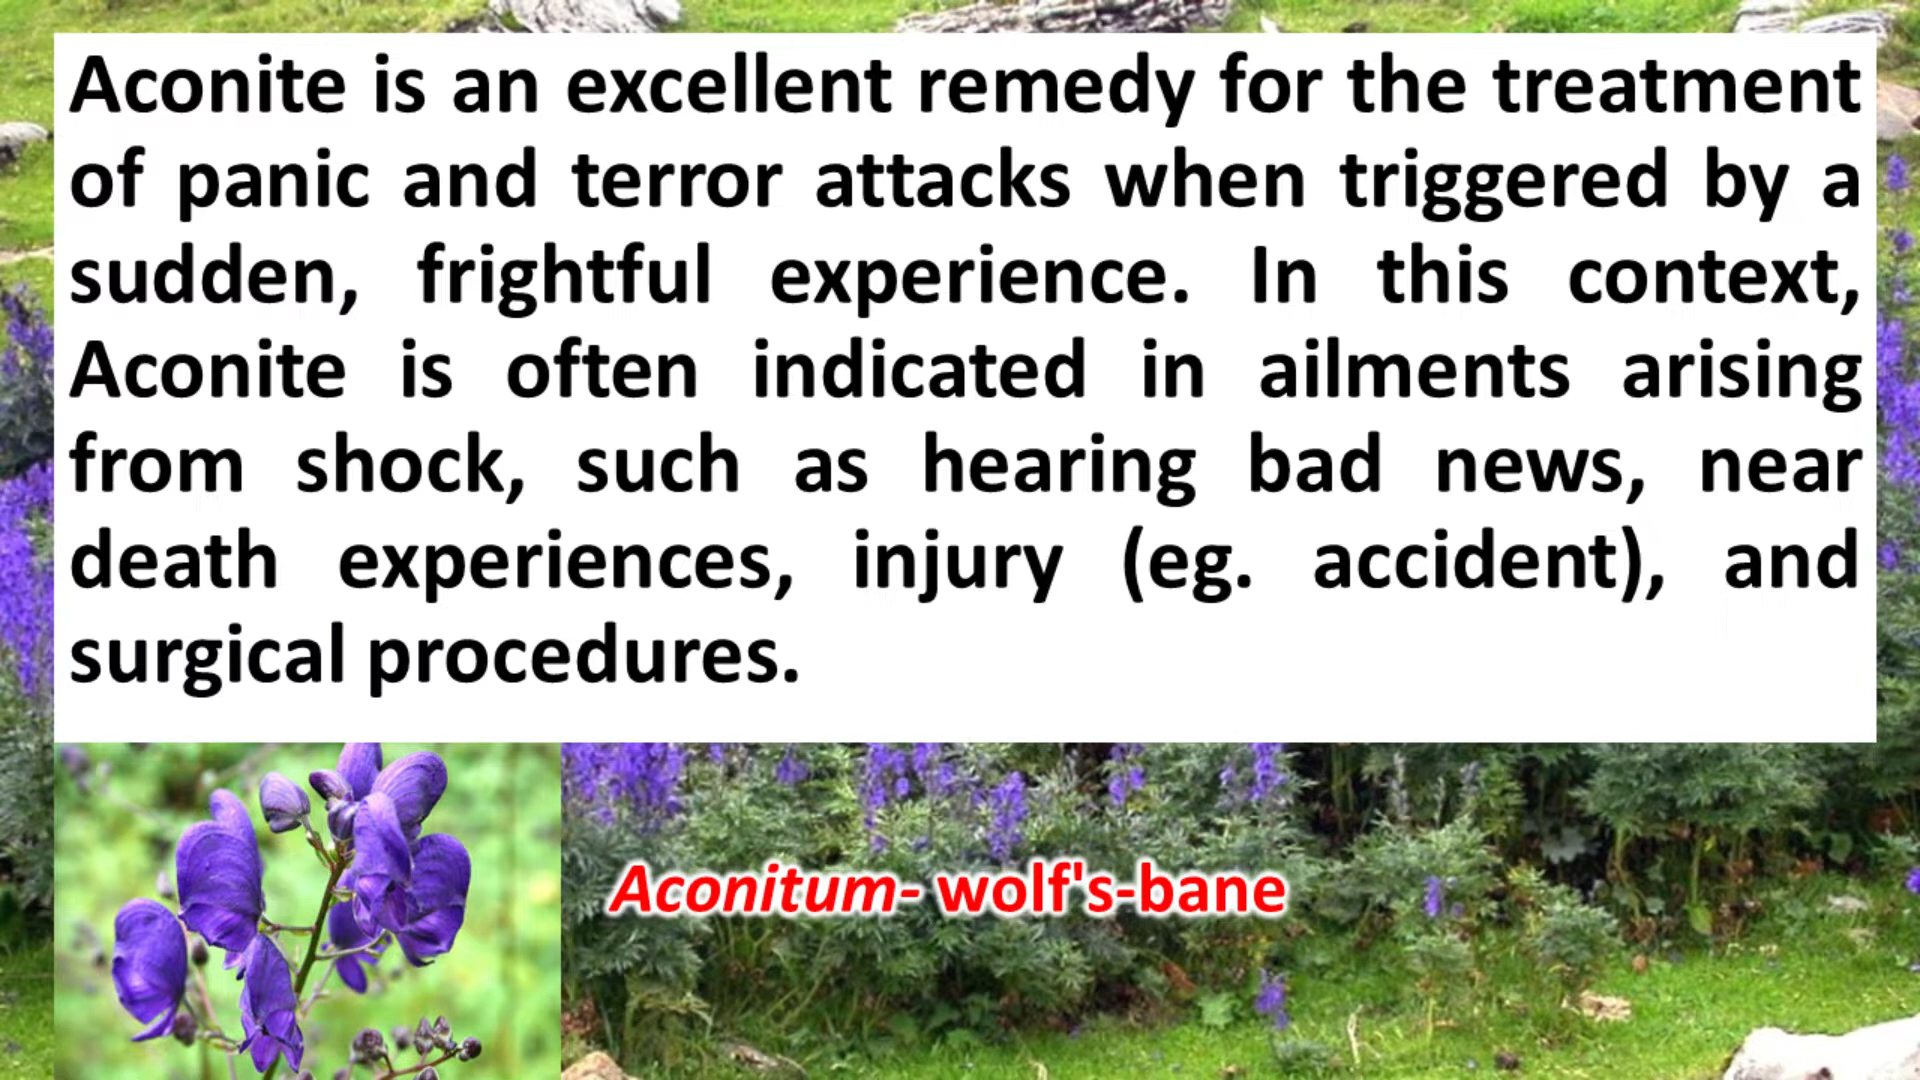 Aconite is an excellent remedy for the treatment
of panic and terror attacks when triggered by a
sudden, frightful experience. In this context,
Aconite is often indicated in ailments arising
from shock, such as hearing bad news, near
death experiences, injury (eg. accident), and
surgical procedures.
Aconitum- wolf's-bane